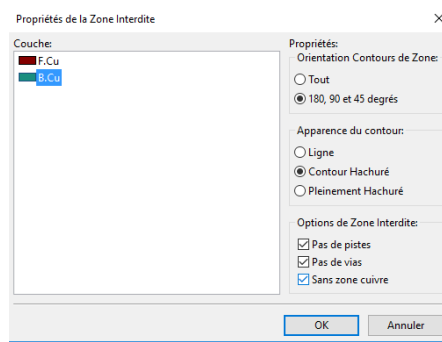 Propriétés de la Zone Interdite
Couche:
F.Cu
B.Cu
Propriétés:
Orientation Contours de Zone:
Tout
180, 90 et 45 degrés
Apparence du contour:
Ligne
Contour Hachuré
Pleinement Hachuré
Options de Zone Interdite:
Pas de pistes
Pas de vias
Sans zone cuivre
OK
Annuler